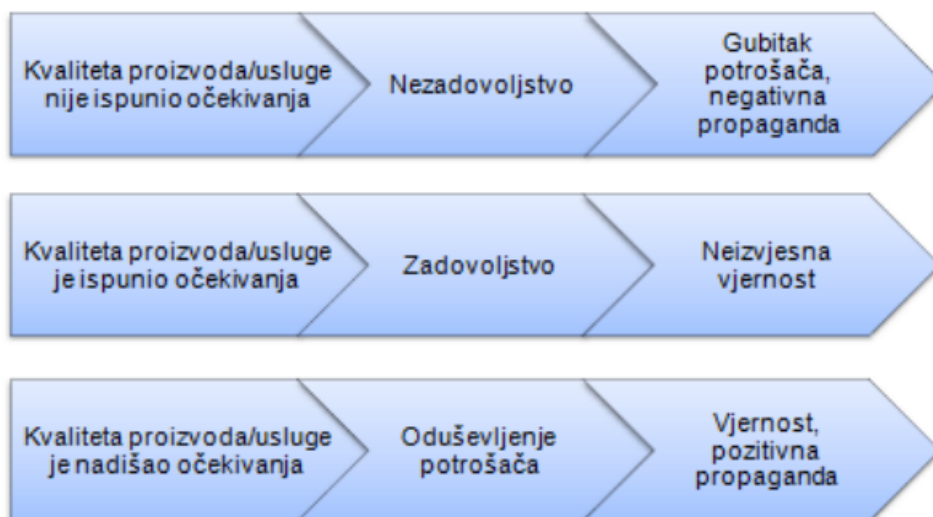 Kvaliteta proizvoda/usluge
nije ispunio očekivanja
Nezadovoljstvo
Gubitak
potrošača,
negativna
propaganda
Kvaliteta proizvoda/usluge
je ispunio očekivanja
Zadovoljstvo
Neizvjesna
vjernost
Kvaliteta proizvoda/usluge
je nadišao očekivanja
Oduševljenje
potrošača
Vjernost,
pozitivna
propaganda